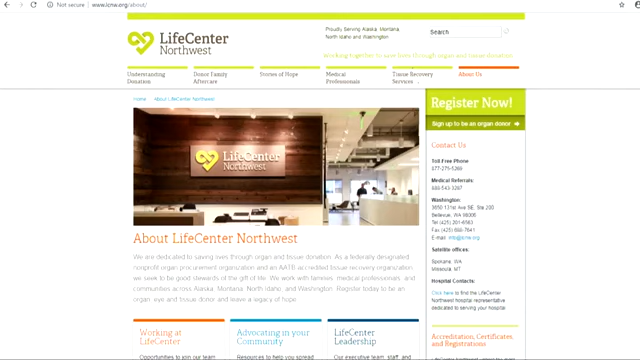 Not secure | www.lcnw.org/about/
LifeCenter
Northwest
Proudly Serving Alaska, Montana,
North Idaho and Washington
Search
Working together to save lives through organ and tissue donation.
Understanding
Donation
Donor Family
Aftercare
Stories of Hope
Medical
Professionals
Tissue Recovery
Services
About Us
Home
About LifeCenter Northwest
LifeCenter
Northwest
About LifeCenter Northwest
We are dedicated to saving lives through organ and tissue donation. As a federally designated
nonprofit organ procurement organization and an AATB accredited tissue recovery organization,
we seek to be good stewards of the gift of life. We work with families, medical professionals, and
communities across Alaska, Montana, North Idaho, and Washington. Register today to be an
organ, eye and tissue donor and leave a legacy of hope.
Working at
LifeCenter
Opportunities to join our team
Advocating in your
Community
Resources to help you spread
LifeCenter
Leadership
Our executive team, staff, and
Register Now!
Sign up to be an organ donor
Contact Us
Toll Free Phone
877-275-5269
Medical Referrals:
888-543-3287
Washington:
3650 131st Ave SE, Ste 200
Bellevue, WA 98006
Tel (425) 201-6563
Fax (425) 688-7641
E-mail: info@lcnw.org
Satellite offices:
Spokane, WA
Missoula, MT
Hospital Contacts:
Click here to find the LifeCenter
Northwest hospital representative
dedicated to serving your hospital
Accreditation, Certificates,
and Registrations